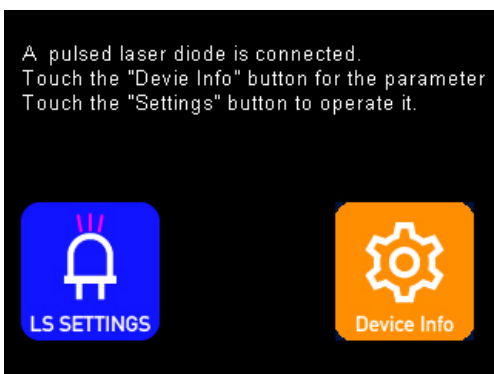 A pulsed laser diode is connected.
Touch the "Devie Info" button for the parameter
Touch the "Settings" button to operate it.
LS SETTINGS
Device Info